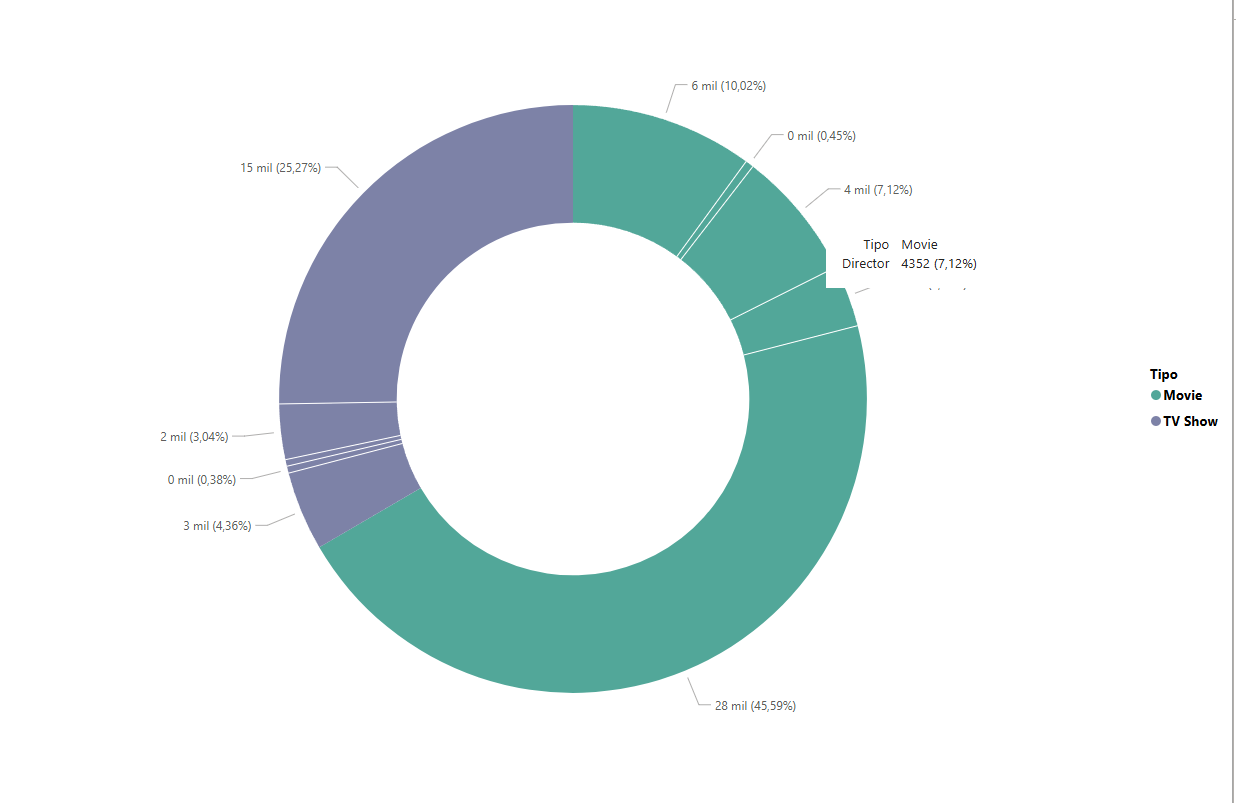 6 mil (10,02%)
0 mil (0,45%)
15 mil (25,27%)
4 mil (7,12%)
Tipo Movie
Director 4352 (7,12%)
Tipo
Movie
TV Show
2 mil (3,04%)
0 mil (0,38%)
3 mil (4,36%)
28 mil (45,59%)